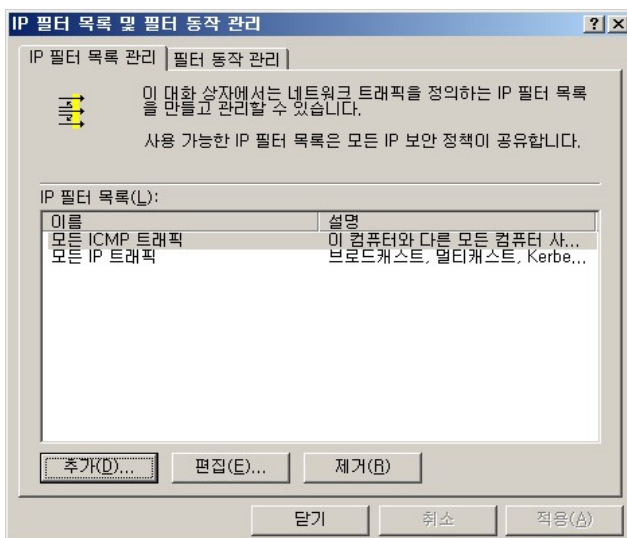 IP 필터 목록 및 필터 동작 관리
IP 필터 목록 관리 필터 동작 관리
이 대화 상자에서는 네트워크 트래픽을 정의하는 IP 필터 목록
을 만들고 관리할 수 있습니다.
사용 가능한 IP 필터 목록은 모든 IP 보안 정책이 공유합니다.
IP 필터 목록(L):
이름 설명
모든 ICMP 트래픽 이 컴퓨터와 다른 모든 컴퓨터 사...
모든 IP 트래픽 브로드캐스트, 멀티캐스트, Kerbe...
추가(D)... 편집(E)... 제거(R)
닫기 취소 적용(A)